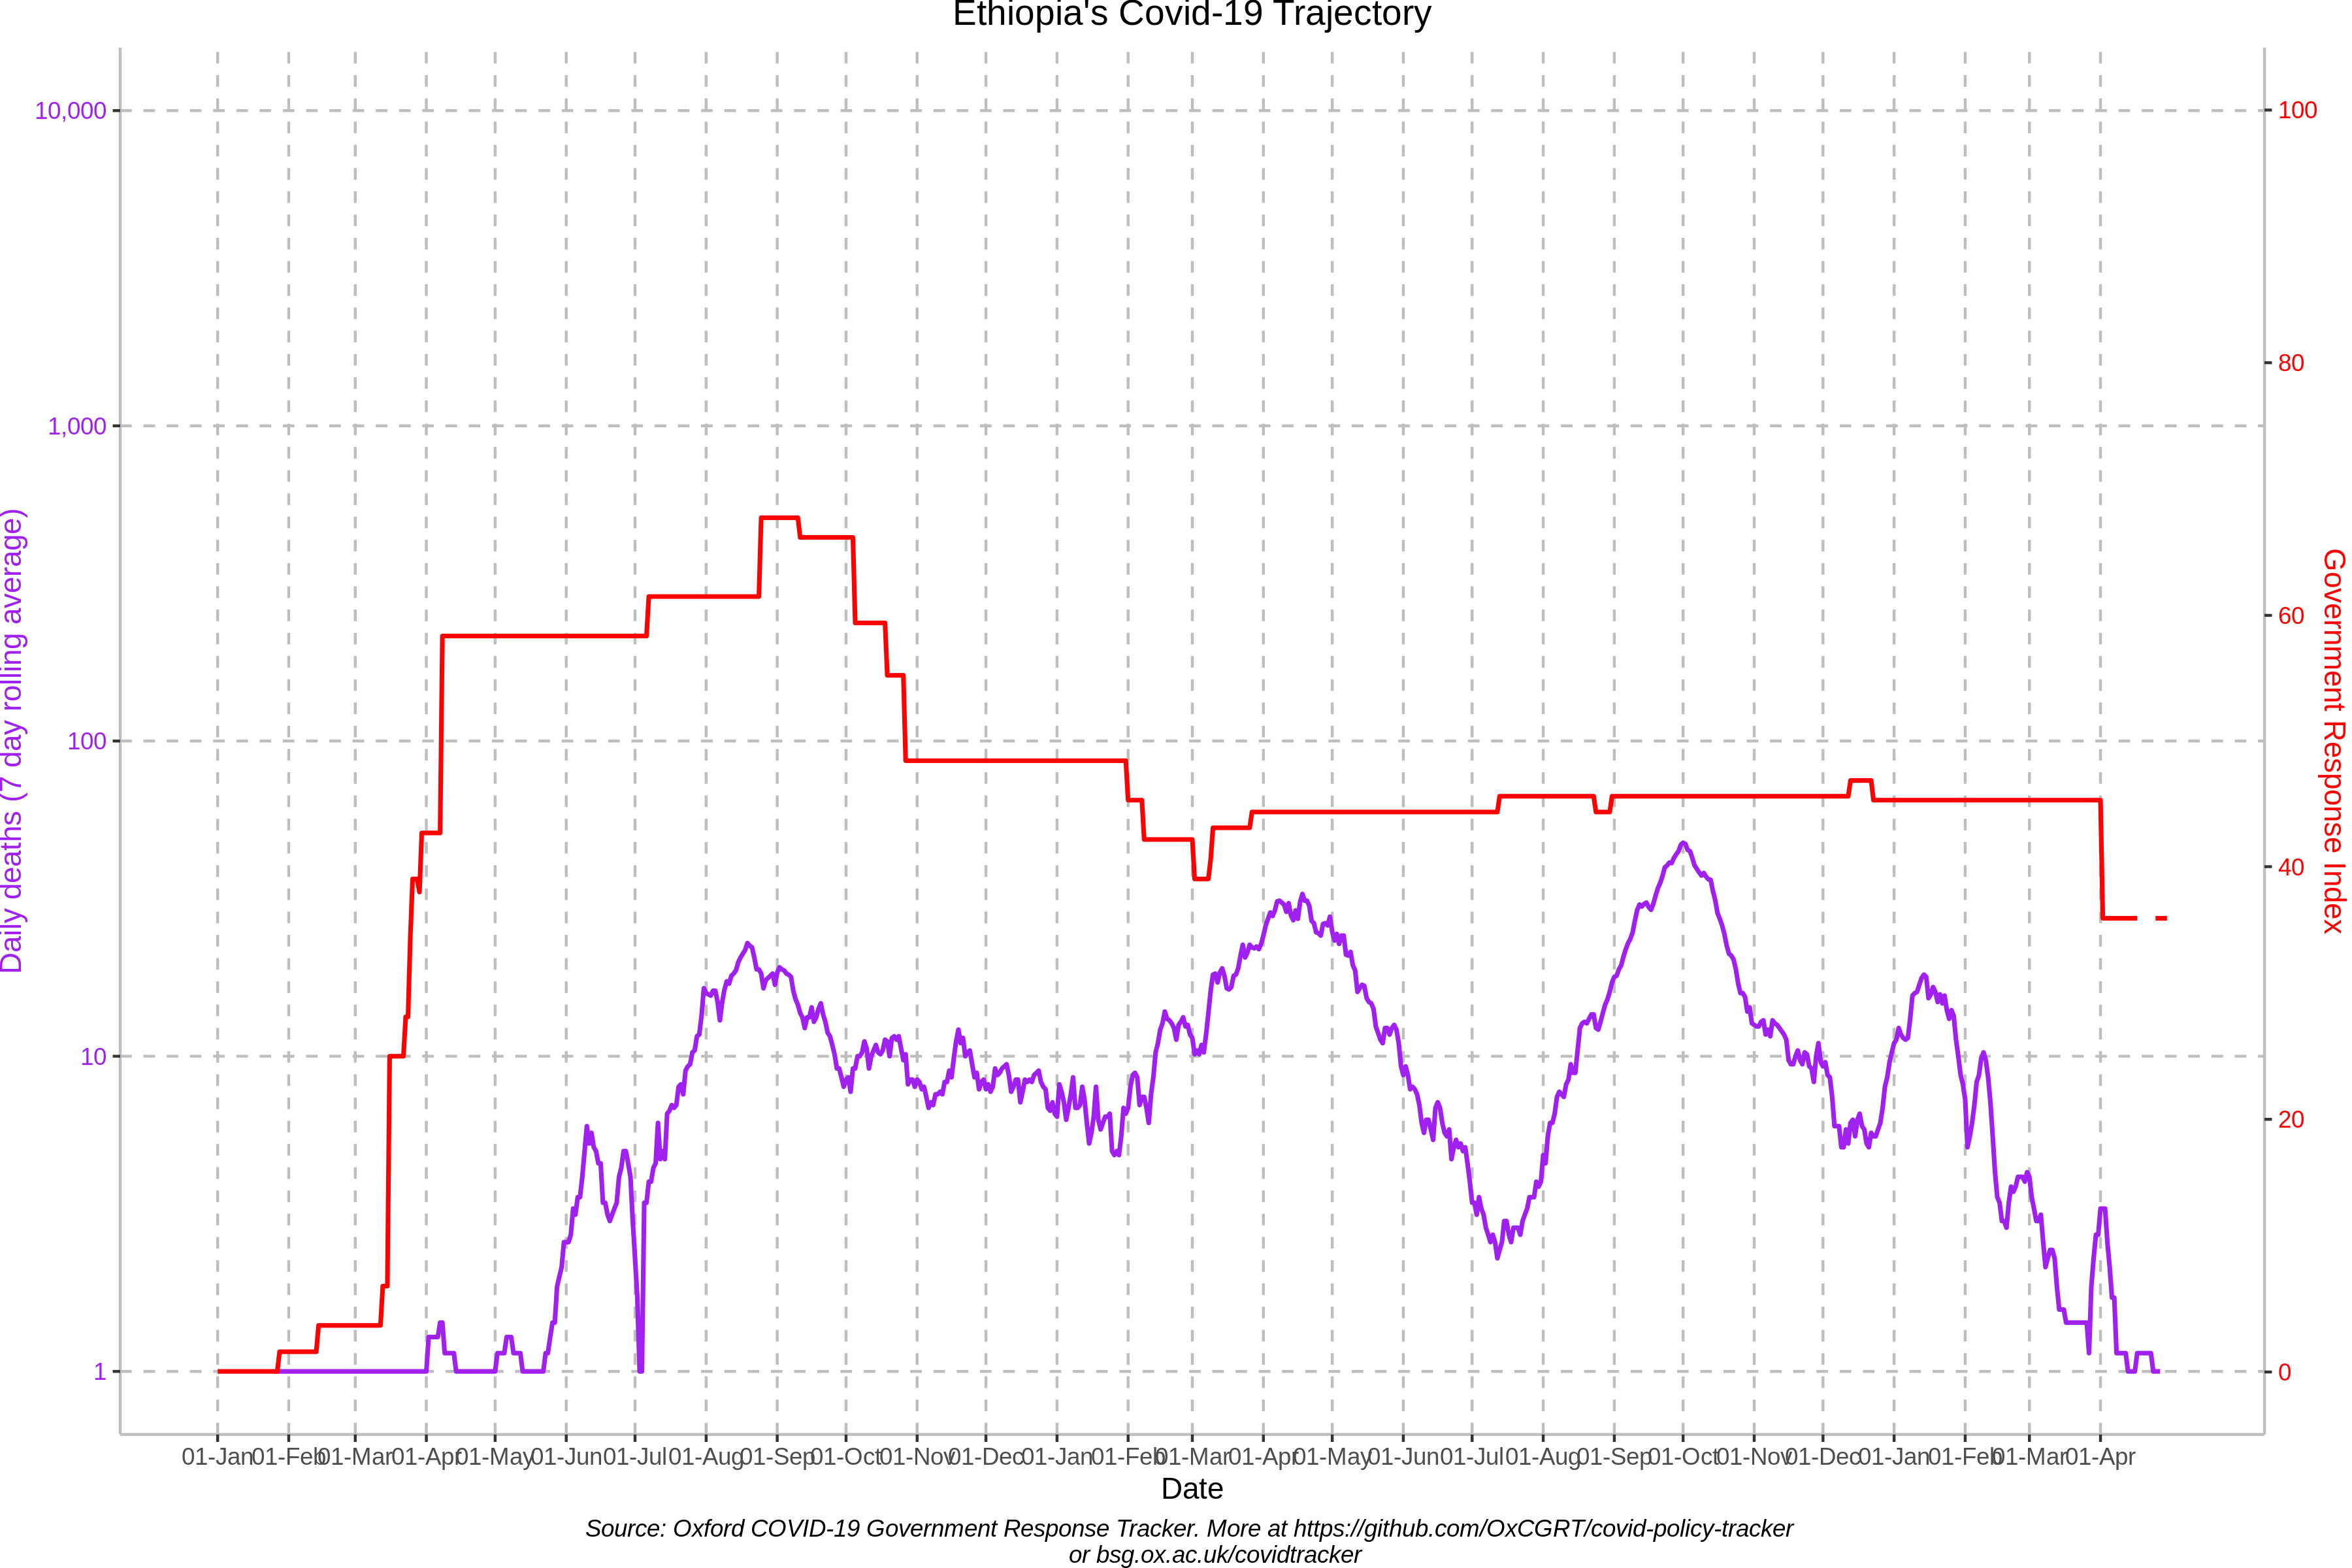 Ethiopia's Covid-19 Trajectory
10,000
1,000
100
10
1
Daily deaths (7 day rolling average)
100
80
60
40
20
0
Government Response Index
01-Jan 01-Feb 01-Mar 01-Apr 01-May 01-Jun 01-Jul 01-Aug 01-Sep 01-Oct 01-Nov 01-Dec 01-Jan 01-Feb 01-Mar 01-Apr 01-May 01-Jun 01-Jul 01-Aug 01-Sep 01-Oct 01-Nov 01-Dec 01-Jan 01-Feb 01-Mar 01-Apr
Date
Source: Oxford COVID-19 Government Response Tracker. More at https://github.com/OxCGRT/covid-policy-tracker
or bsg.ox.ac.uk/covidtracker